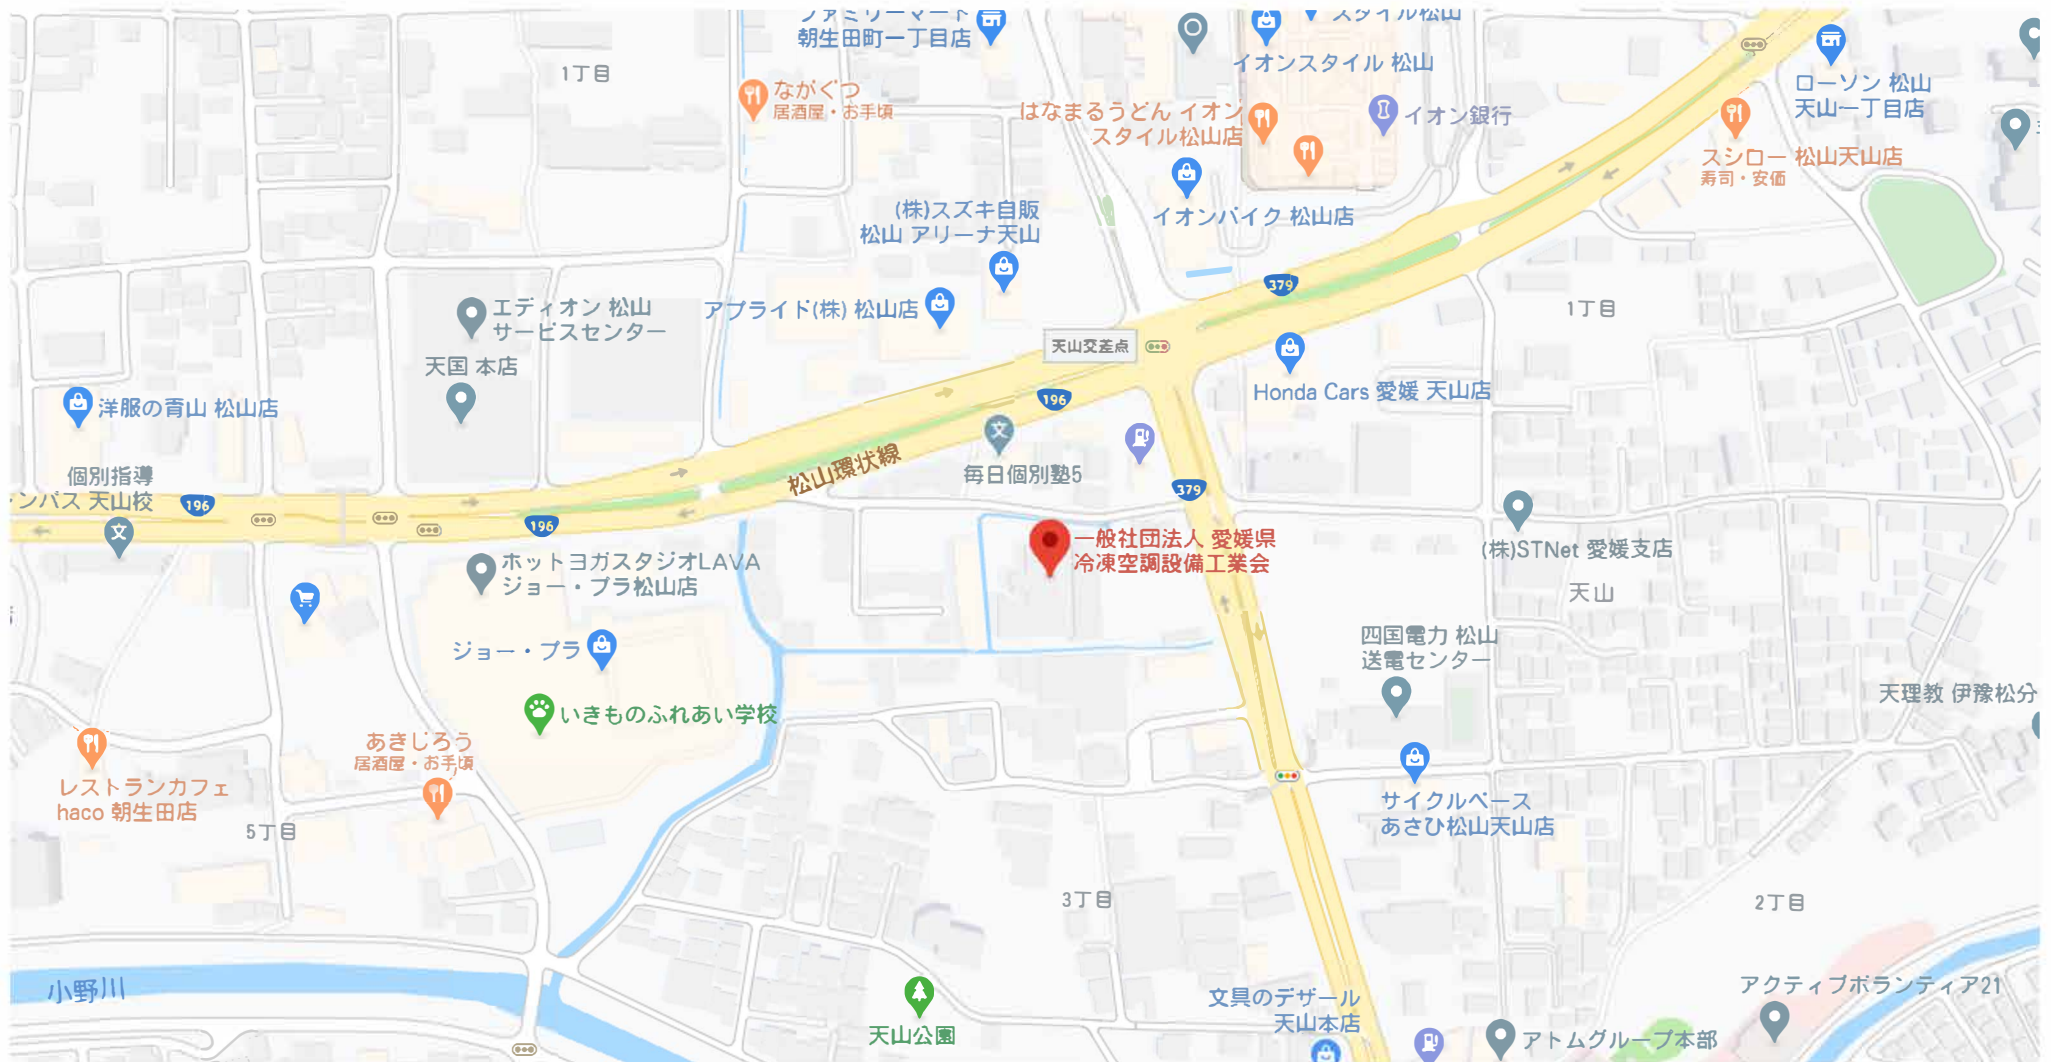 ファミリーマート
朝生田町一丁目店
スタイル松山
1丁目
イオンスタイル 松山
ローソン 松山
天山一丁目店
ながぐつ
居酒屋・お手頃
はなまるうどん イオン
スタイル松山店
イオン銀行
スシロー 松山天山店
寿司・安価
(株)スズキ自販
松山 アリーナ天山
イオンバイク 松山店
379
エディオン 松山
サービスセンター
アプライド(株) 松山店
1丁目
天山交差点
天国 本店
洋服の青山 松山店
196
Honda Cars 愛媛 天山店
松山環状線
毎日個別塾5
個別指導
ンパス 天山校
196
379
196
一般社団法人 愛媛県
冷凍空調設備工業会
(株)STNet 愛媛支店
天山
ホットヨガスタジオLAVA
ジョー・プラ松山店
ジョー・プラ
四国電力 松山
送電センター
いきものふれあい学校
天理教 伊豫松分
あきじろう
居酒屋・お手頃
レストランカフェ
haco 朝生田店
5丁目
サイクルベース
あさひ松山天山店
3丁目
2丁目
小野川
文具のデザール
天山本店
アクティブボランティア21
天山公園
アトムグループ本部